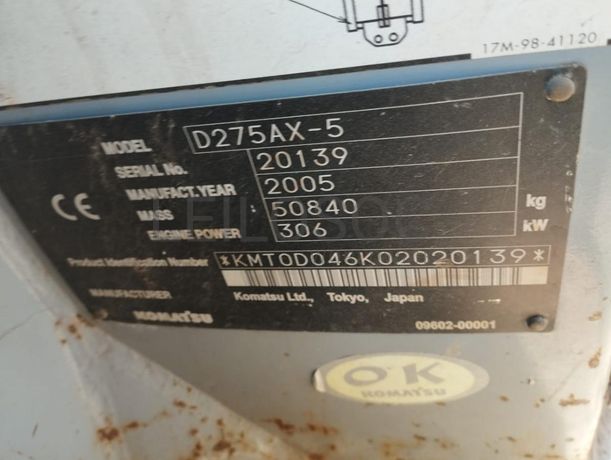 17M-98-41120
MODEL D275AX-5
SERIAL No. 20139
MANUFACT.YEAR 2005
MASS 50840 kg
ENGINE POWER 306 kW
CE
Product Identification Number *KMT0D046K02020139*
MANUFACTURER Komatsu Ltd., Tokyo, Japan
KOMATSU 09602-00001
OK
KOMATSU